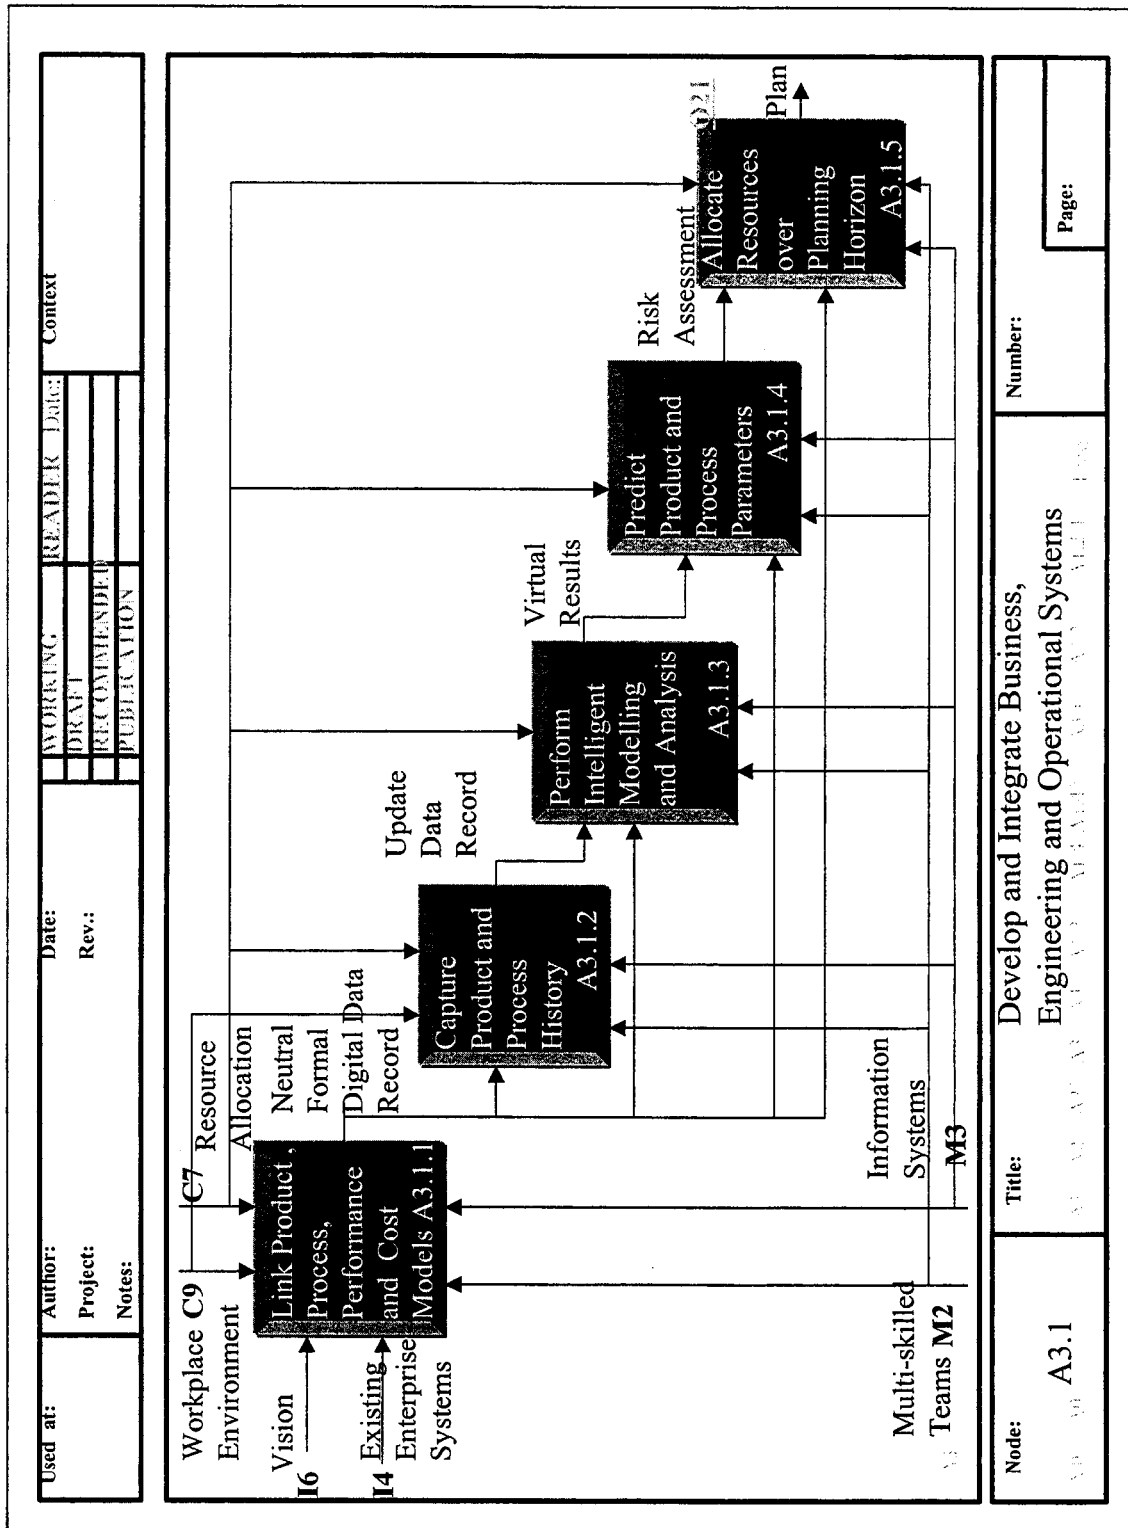 Used at:
Author:
Date:
Project:
Rev.:
Notes:
WORKING
READER Date:
Context
DRAFT
RECOMMENDED
PUBLICATION
Workplace C9
Environment
C7
Resource
Allocation
Vision
I6
I4 Existing
Enterprise
Systems
Link Product ,
Process,
Performance
and Cost
Models A3.1.1
Neutral
Formal
Digital Data
Record
Capture
Product and
Process
History
A3.1.2
Update
Data
Record
Perform
Intelligent
Modelling
and Analysis
A3.1.3
Virtual
Results
Predict
Product and
Process
Parameters
A3.1.4
Risk
Assessment
Allocate
Resources
over
Planning
Horizon
A3.1.5
O21
Plan
Multi-skilled
Teams M2
Information
Systems
M3
Node:
A3.1
Title:
Develop and Integrate Business,
Engineering and Operational Systems
Number:
Page: